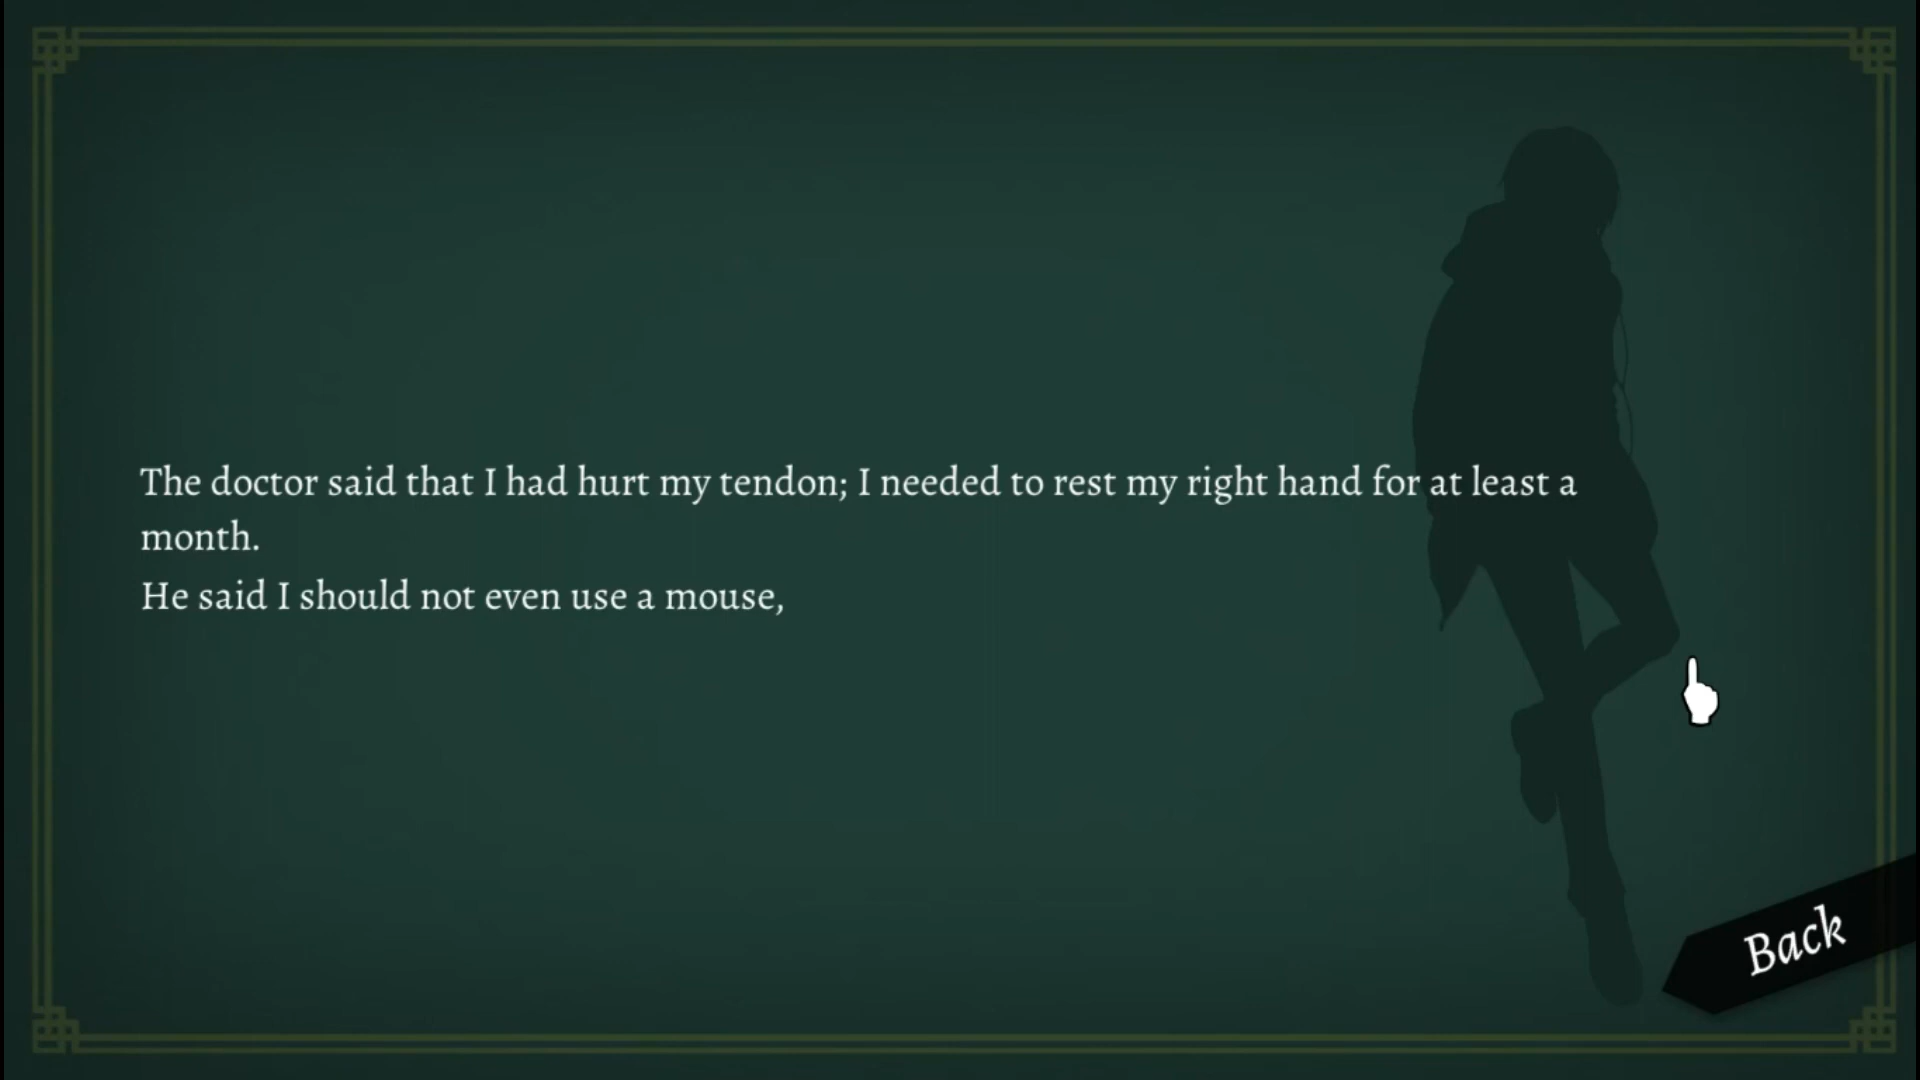 The doctor said that I had hurt my tendon; I needed to rest my right hand for at least a
month.
He said I should not even use a mouse,
Back